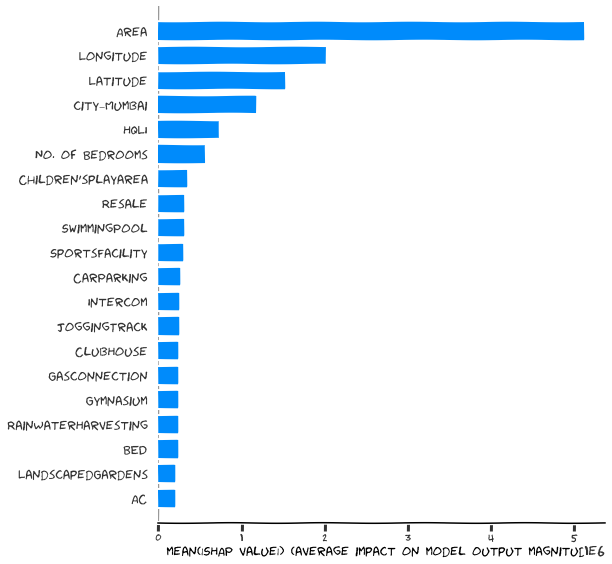 AREA
LONGITUDE
LATITUDE
CITY-MUMBAI
HQLI
NO. OF BEDROOMS
CHILDREN'SPLAYAREA
RESALE
SWIMMINGPOOL
SPORTSFACILITY
CARPARKING
INTERCOM
JOGGINGTRACK
CLUBHOUSE
GASCONNECTION
GYMNASIUM
RAINWATERHARVESTING
BED
LANDSCAPEDGARDENS
AC
0 1 2 3 4 5
MEAN(|SHAP VALUE|) (AVERAGE IMPACT ON MODEL OUTPUT MAGNITUD 1E6